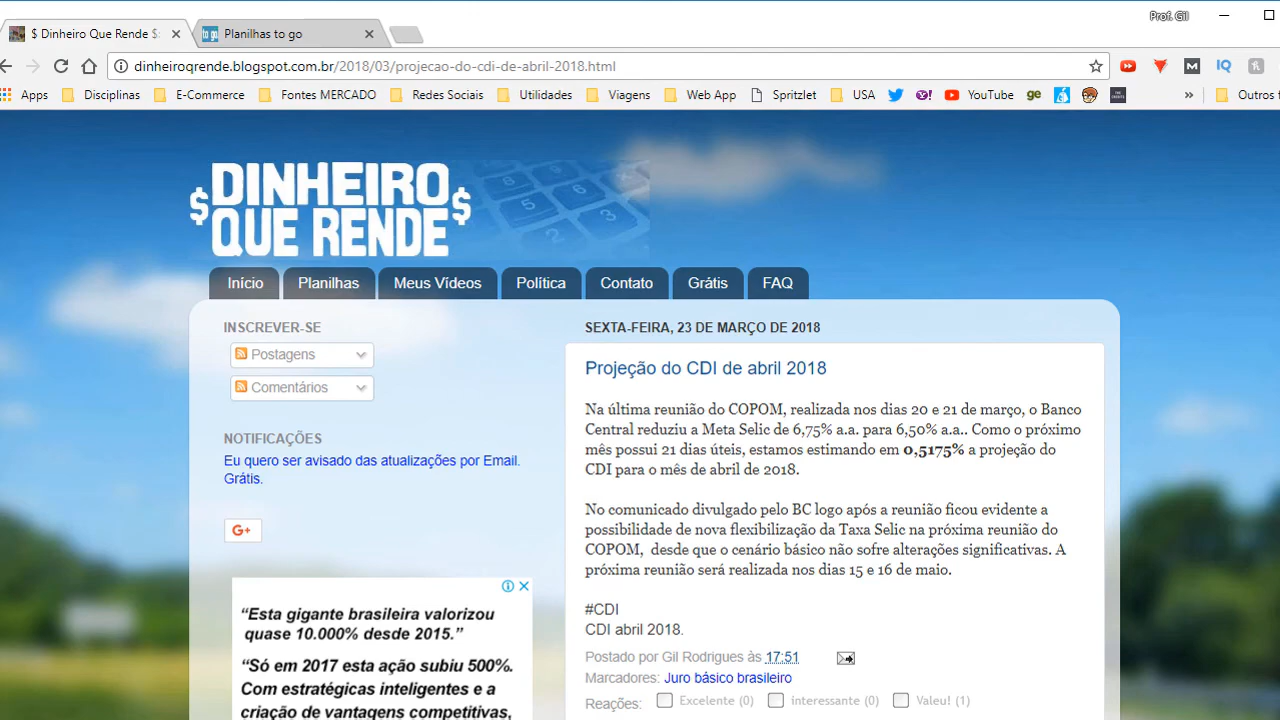 Prof. Gil
$ Dinheiro Que Rende $:
Planilhas to go
dinheiroqrende.blogspot.com.br/2018/03/projecao-do-cdi-de-abril-2018.html
Apps Disciplinas E-Commerce Fontes MERCADO Redes Sociais Utilidades Viagens Web App Spritzlet USA YouTube » Outros f
$DINHEIRO$
QUE RENDE
Início Planilhas Meus Vídeos Política Contato Grátis FAQ
INSCREVER-SE
Postagens
Comentários
NOTIFICAÇÕES
Eu quero ser avisado das atualizações por Email.
Grátis.
G+
“Esta gigante brasileira valorizou
quase 10.000% desde 2015.”
“Só em 2017 esta ação subiu 500%.
Com estratégicas inteligentes e a
criação de vantagens competitivas,
SEXTA-FEIRA, 23 DE MARÇO DE 2018
Projeção do CDI de abril 2018
Na última reunião do COPOM, realizada nos dias 20 e 21 de março, o Banco
Central reduziu a Meta Selic de 6,75% a.a. para 6,50% a.a.. Como o próximo
mês possui 21 dias úteis, estamos estimando em 0,5175% a projeção do
CDI para o mês de abril de 2018.
No comunicado divulgado pelo BC logo após a reunião ficou evidente a
possibilidade de nova flexibilização da Taxa Selic na próxima reunião do
COPOM, desde que o cenário básico não sofre alterações significativas. A
próxima reunião será realizada nos dias 15 e 16 de maio.
#CDI
CDI abril 2018.
Postado por Gil Rodrigues às 17:51
Marcadores: Juro básico brasileiro
Reações: Excelente (0) interessante (0) Valeu! (1)